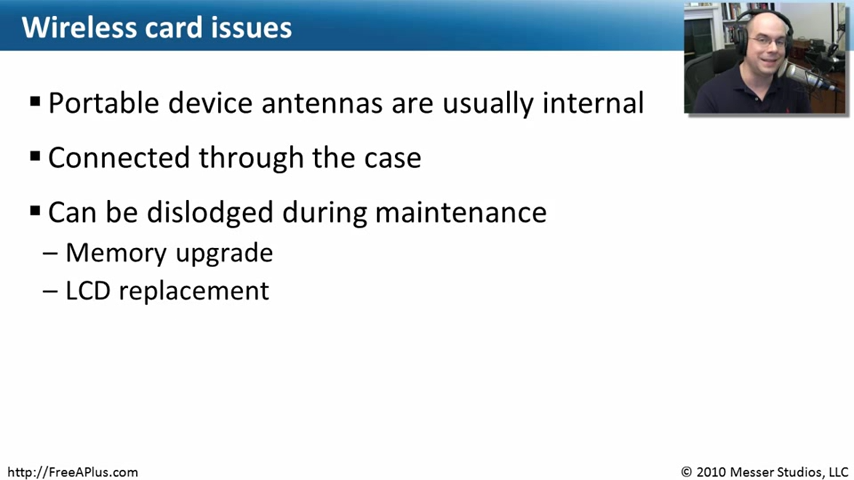 Wireless card issues
▪ Portable device antennas are usually internal
▪ Connected through the case
▪ Can be dislodged during maintenance
– Memory upgrade
– LCD replacement
http://FreeAPlus.com
© 2010 Messer Studios, LLC